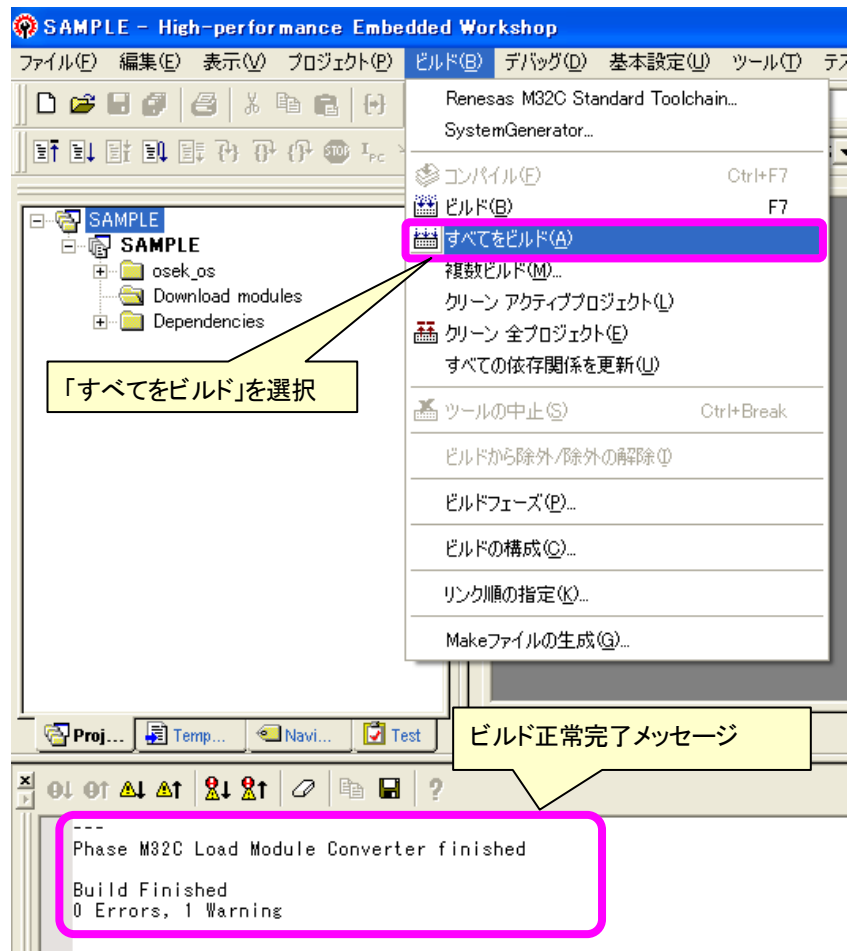 SAMPLE - High-performance Embedded Workshop
ファイル(F) 編集(E) 表示(V) プロジェクト(P) ビルド(B) デバッグ(D) 基本設定(U) ツール(T) テス
Renesas M32C Standard Toolchain...
SystemGenerator...
コンパイル(F) Ctrl+F7
ビルド(B) F7
すべてをビルド(A)
複数ビルド(M)...
クリーン アクティブプロジェクト(L)
クリーン 全プロジェクト(E)
すべての依存関係を更新(U)
ツールの中止(S) Ctrl+Break
ビルドから除外/除外の解除(I)
ビルドフェーズ(P)...
ビルドの構成(C)...
リンク順の指定(K)...
Makeファイルの生成(G)...
STOP
IPC
SAMPLE
SAMPLE
osek_os
Download modules
Dependencies
「すべてをビルド」を選択
Proj... Temp... Navi... Test
ビルド正常完了メッセージ
---
Phase M32C Load Module Converter finished
Build Finished
0 Errors, 1 Warning